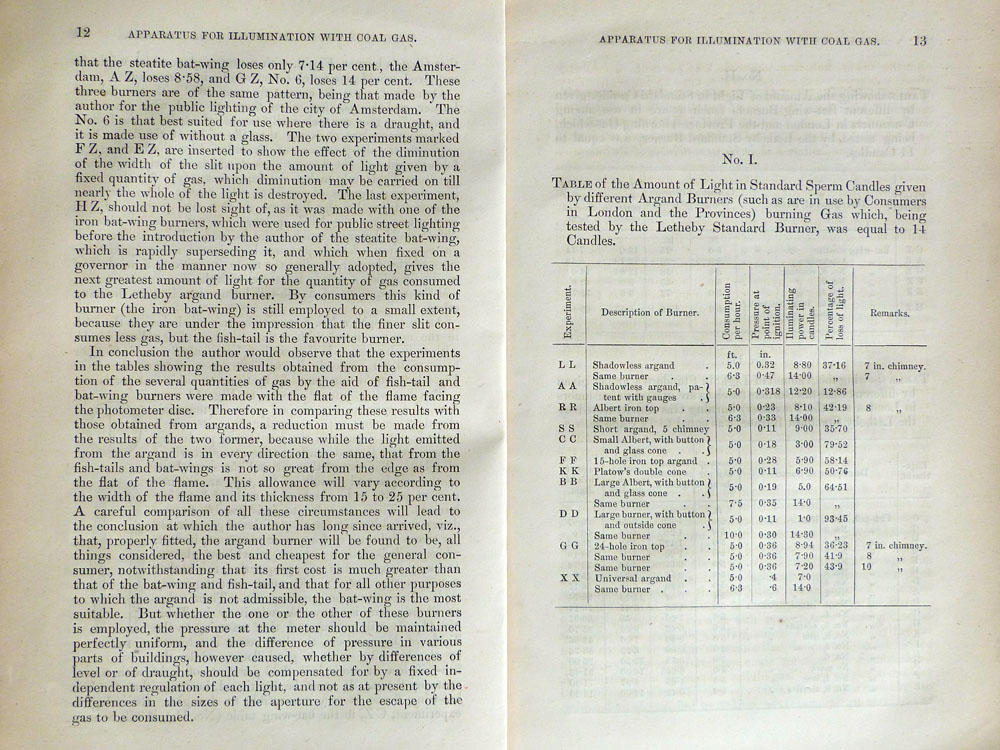 12 APPARATUS FOR ILLUMINATION WITH COAL GAS.
that the steatite bat-wing loses only 7·14 per cent., the Amster-
dam, A Z, loses 8·58, and G Z, No. 6, loses 14 per cent. These
three burners are of the same pattern, being that made by the
author for the public lighting of the city of Amsterdam. The
No. 6 is that best suited for use where there is a draught, and
it is made use of without a glass. The two experiments marked
F Z, and E Z, are inserted to show the effect of the diminution
of the width of the slit upon the amount of light given by a
fixed quantity of gas, which diminution may be carried on till
nearly the whole of the light is destroyed. The last experiment,
H Z, should not be lost sight of, as it was made with one of the
iron bat-wing burners, which were used for public street lighting
before the introduction by the author of the steatite bat-wing,
which is rapidly superseding it, and which when fixed on a
governor in the manner now so generally adopted, gives the
next greatest amount of light for the quantity of gas consumed
to the Letheby argand burner. By consumers this kind of
burner (the iron bat-wing) is still employed to a small extent,
because they are under the impression that the finer slit con-
sumes less gas, but the fish-tail is the favourite burner.
In conclusion the author would observe that the experiments
in the tables showing the results obtained from the consump-
tion of the several quantities of gas by the aid of fish-tail and
bat-wing burners were made with the flat of the flame facing
the photometer disc. Therefore in comparing these results with
those obtained from argands, a reduction must be made from
the results of the two former, because while the light emitted
from the argand is in every direction the same, that from the
fish-tails and bat-wings is not so great from the edge as from
the flat of the flame. This allowance will vary according to
the width of the flame and its thickness from 15 to 25 per cent.
A careful comparison of all these circumstances will lead to
the conclusion at which the author has long since arrived, viz.,
that, properly fitted, the argand burner will be found to be, all
things considered, the best and cheapest for the general con-
sumer, notwithstanding that its first cost is much greater than
that of the bat-wing and fish-tail, and that for all other purposes
to which the argand is not admissible, the bat-wing is the most
suitable. But whether the one or the other of these burners
is employed, the pressure at the meter should be maintained
perfectly uniform, and the difference of pressure in various
parts of buildings, however caused, whether by differences of
level or of draught, should be compensated for by a fixed in-
dependent regulation of each light, and not as at present by the
differences in the sizes of the aperture for the escape of the
gas to be consumed.
APPARATUS FOR ILLUMINATION WITH COAL GAS. 13
No. I.
TABLE of the Amount of Light in Standard Sperm Candles given
by different Argand Burners (such as are in use by Consumers
in London and the Provinces) burning Gas which, being
tested by the Letheby Standard Burner, was equal to 14
Candles.
Experiment. Description of Burner. Consumption per hour. Pressure at point of ignition. Illuminating power in candles. Percentage of loss of light. Remarks.
ft. in.
L L Shadowless argand . 5.0 0.32 8·80 37·16 7 in. chimney.
Same burner . . 6·3 0·47 14·00 „ 7 „
A A Shadowless argand, pa-
tent with gauges . 5·0 0·318 12·20 12·86
R R Albert iron top . . 5·0 0·23 8·10 42·19 8 „
Same burner . . 6·3 0·33 14·00 „
S S Short argand, 5 chimney 5·0 0·11 9·00 35·70
C C Small Albert, with button
and glass cone . . 5·0 0·18 3·00 79·52
F F 15-hole iron top argand . 5·0 0·28 5·90 58·14
K K Platow's double cone . 5·0 0·11 6·90 50·76
B B Large Albert, with button
and glass cone . . 5·0 0·19 5.0 64·51
Same burner . . 7·5 0·35 14·0 „
D D Large burner, with button
and outside cone . 5·0 0·11 1·0 93·45
Same burner . . 10·0 0·30 14·30 „
G G 24-hole iron top . . 5·0 0·36 8·94 36·23 7 in. chimney.
Same burner . . 5·0 0·36 7·90 41·9 8 „
Same burner . . 5·0 0·36 7·20 43·9 10 „
X X Universal argand . . 5·0 ·4 7·0
Same burner . . . 6·3 ·6 14·0